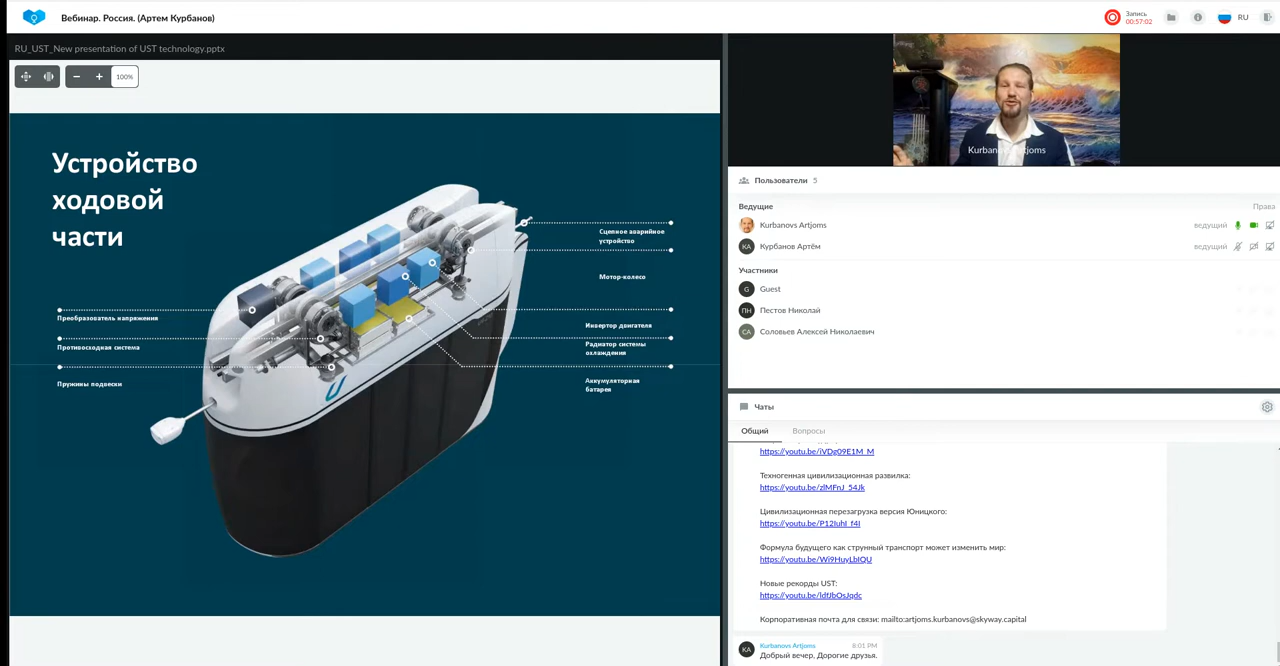 Вебинар. Россия. (Артем Курбанов)
Запись
00:57:02
RU
RU_UST_New presentation of UST technology.pptx
100%
Устройство
ходовой
части
Сцепное аварийное
устройство
Мотор-колесо
Преобразователь напряжения
Инвертор двигателя
Противосходная система
Радиатор системы
охлаждения
Пружины подвески
Аккумуляторная
батарея
Kurbanovs Artjoms
Пользователи 5
Ведущие Права
Kurbanovs Artjoms ведущий
КА Курбанов Артём ведущий
Участники
G Guest
ПН Пестов Николай
СА Соловьев Алексей Николаевич
Чаты
Общий Вопросы
https://youtu.be/iVDg09E1M_M
Техногенная цивилизационная развилка:
https://youtu.be/zlMFnJ_54Jk
Цивилизационная перезагрузка версия Юницкого:
https://youtu.be/P12IuhI_f4I
Формула будущего как струнный транспорт может изменить мир:
https://youtu.be/Wi9HuyLbIQU
Новые рекорды UST:
https://youtu.be/ldfJbOsJqdc
Корпоративная почта для связи: mailto:artjoms.kurbanovs@skyway.capital
KA Kurbanovs Artjoms 8:01 PM
Добрый вечер. Дорогие друзья.